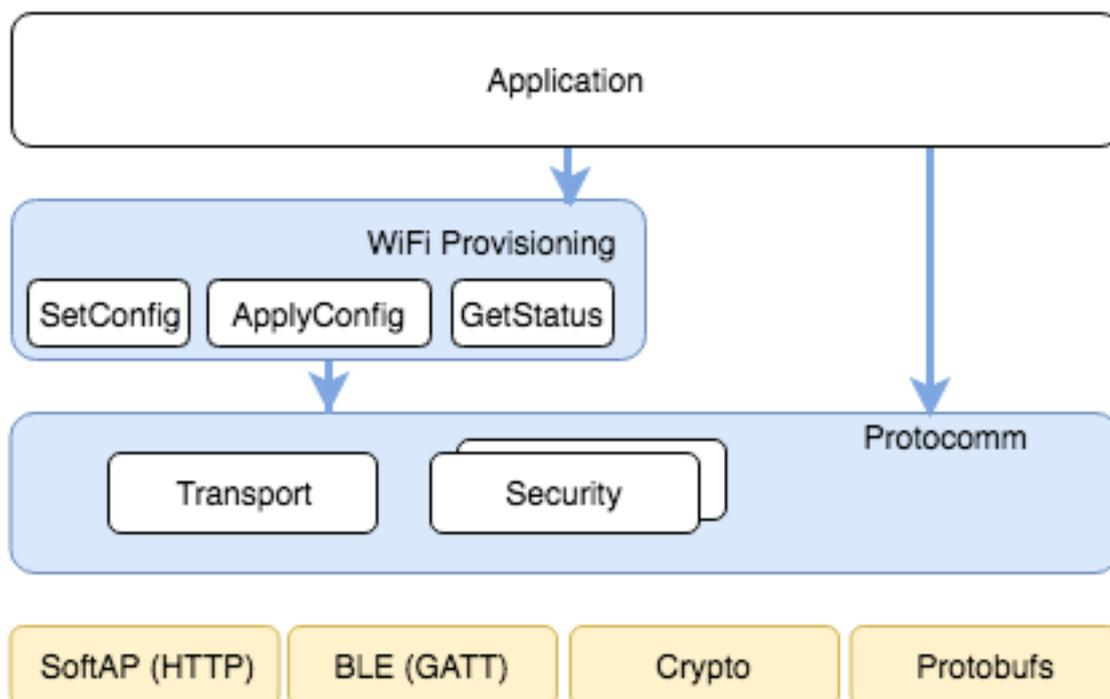 Application
WiFi Provisioning
SetConfig ApplyConfig GetStatus
Protocomm
Transport Security
SoftAP (HTTP) BLE (GATT) Crypto Protobufs